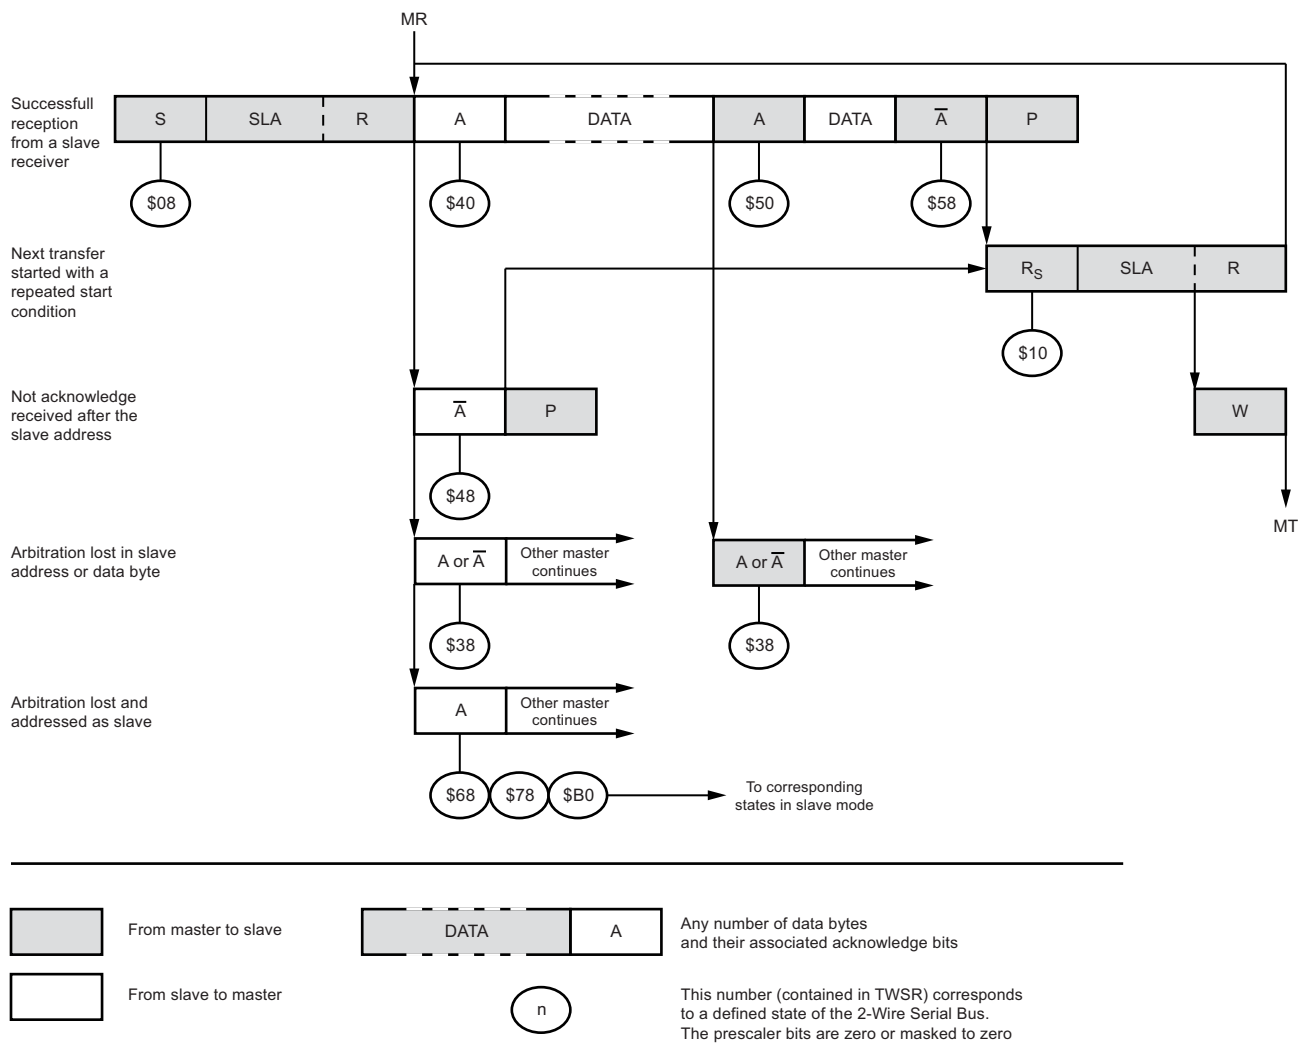 MR
Successfull
reception
from a slave
receiver
S
SLA
R
A
DATA
A
DATA
A̅
P
$08
$40
$50
$58
Next transfer
started with a
repeated start
condition
RS
SLA
R
$10
Not acknowledge
received after the
slave address
A̅
P
W
$48
MT
Arbitration lost in slave
address or data byte
A or A̅
Other master
continues
A or A̅
Other master
continues
$38
$38
Arbitration lost and
addressed as slave
A
Other master
continues
$68
$78
$B0
To corresponding
states in slave mode
From master to slave
DATA
A
Any number of data bytes
and their associated acknowledge bits
From slave to master
n
This number (contained in TWSR) corresponds
to a defined state of the 2-Wire Serial Bus.
The prescaler bits are zero or masked to zero